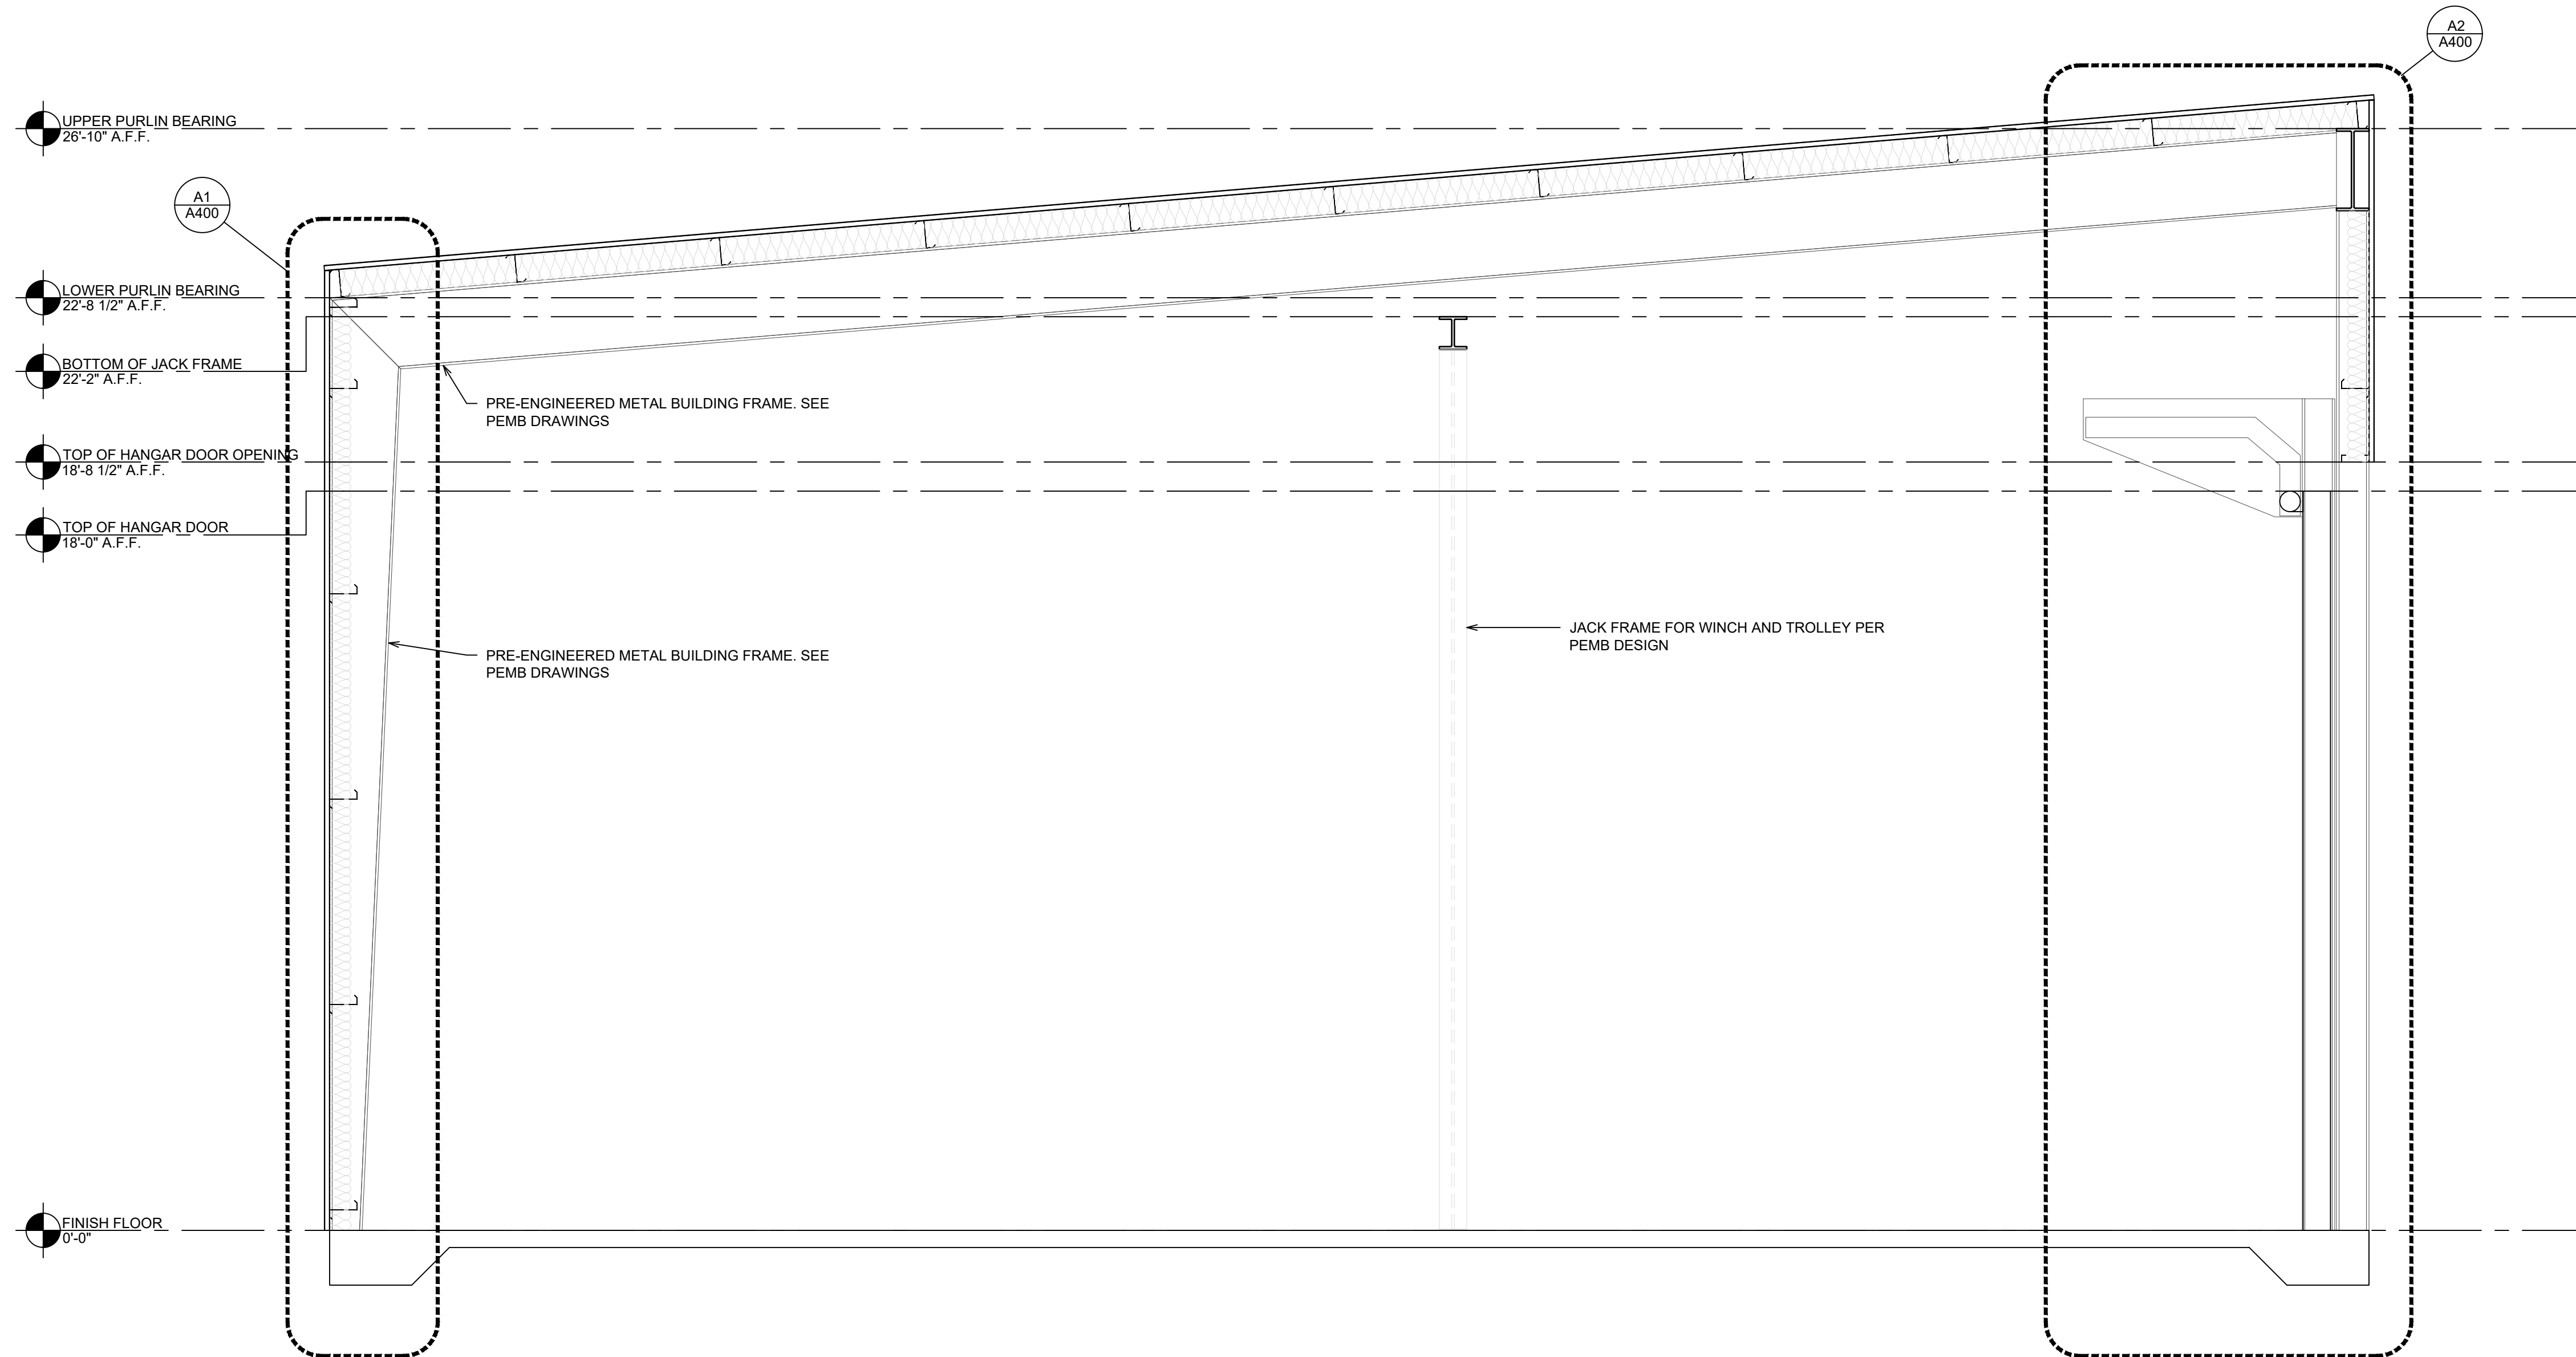 A2
A400
UPPER PURLIN BEARING
26'-10" A.F.F.
A1
A400
LOWER PURLIN BEARING
22'-8 1/2" A.F.F.
BOTTOM OF JACK FRAME
22'-2" A.F.F.
PRE-ENGINEERED METAL BUILDING FRAME. SEE
PEMB DRAWINGS
TOP OF HANGAR DOOR OPENING
18'-8 1/2" A.F.F.
TOP OF HANGAR DOOR
18'-0" A.F.F.
JACK FRAME FOR WINCH AND TROLLEY PER
PEMB DESIGN
PRE-ENGINEERED METAL BUILDING FRAME. SEE
PEMB DRAWINGS
FINISH FLOOR
0'-0"